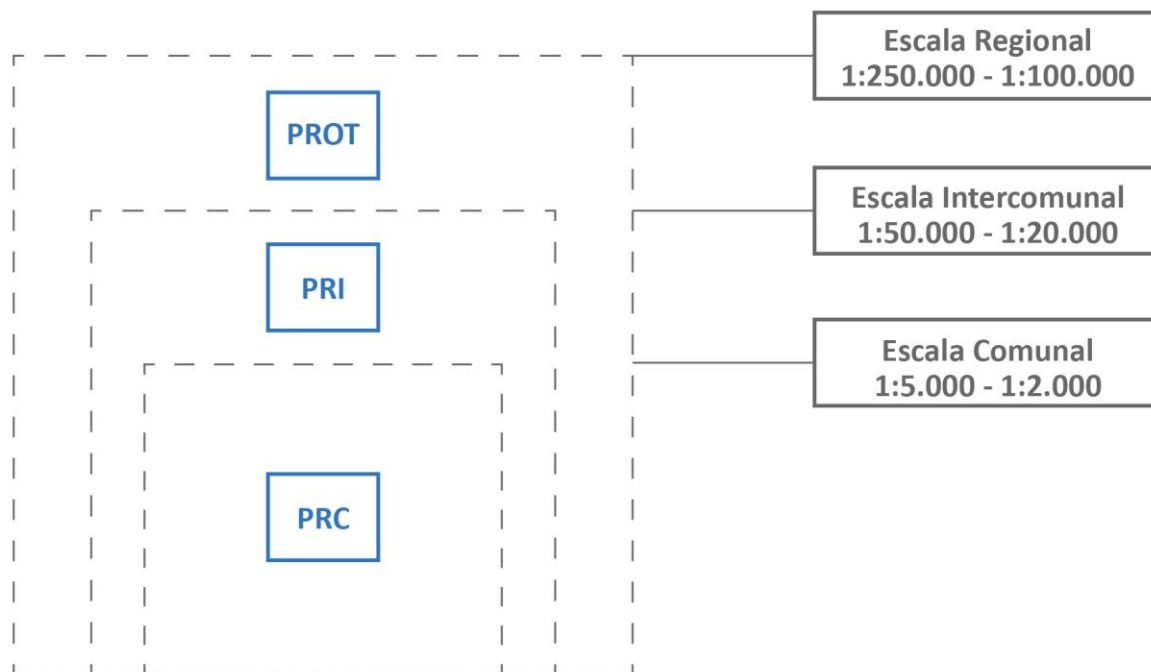 Escala Regional
1:250.000 - 1:100.000
PROT
Escala Intercomunal
1:50.000 - 1:20.000
PRI
Escala Comunal
1:5.000 - 1:2.000
PRC